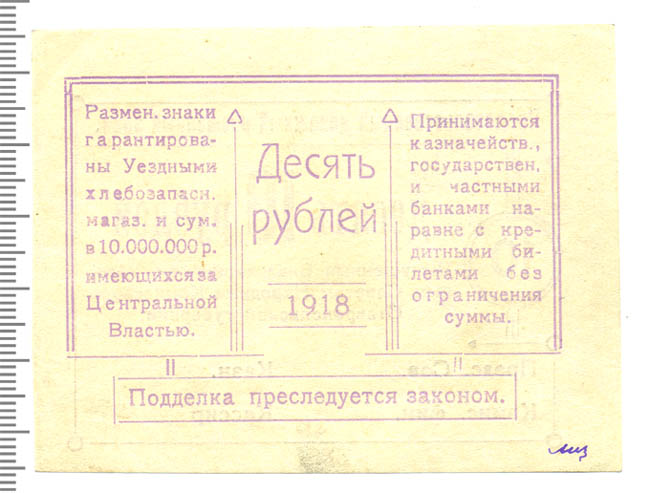 Размен. знаки
гарантирова-
ны Уездными
хлебозапасн.
магаз. и сум.
в 10.000.000 р.
имеющихся за
Центральной
Властью.
Десять
рублей
1918
Принимаются
казначейств.,
государствен,
и частными
банками на-
равне с кре-
дитными би-
летами без
ограничения
суммы.
Подделка преследуется законом.